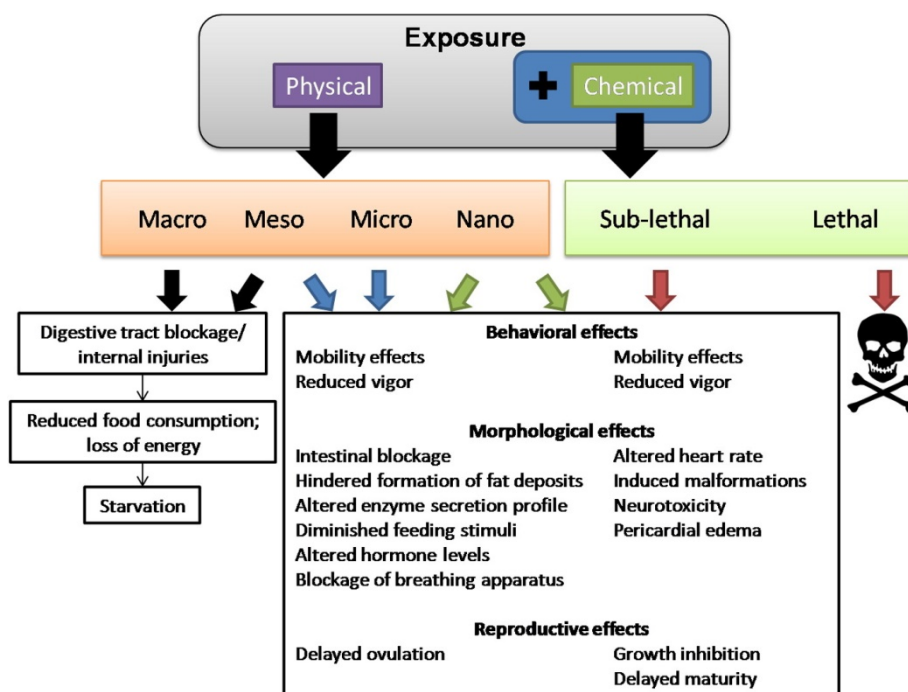 Exposure
Physical
+ Chemical
Macro Meso Micro Nano
Sub-lethal Lethal
Digestive tract blockage/
internal injuries
Reduced food consumption;
loss of energy
Starvation
Behavioral effects
Mobility effects Mobility effects
Reduced vigor Reduced vigor
Morphological effects
Intestinal blockage Altered heart rate
Hindered formation of fat deposits Induced malformations
Altered enzyme secretion profile Neurotoxicity
Diminished feeding stimuli Pericardial edema
Altered hormone levels
Blockage of breathing apparatus
Reproductive effects
Delayed ovulation Growth inhibition
Delayed maturity